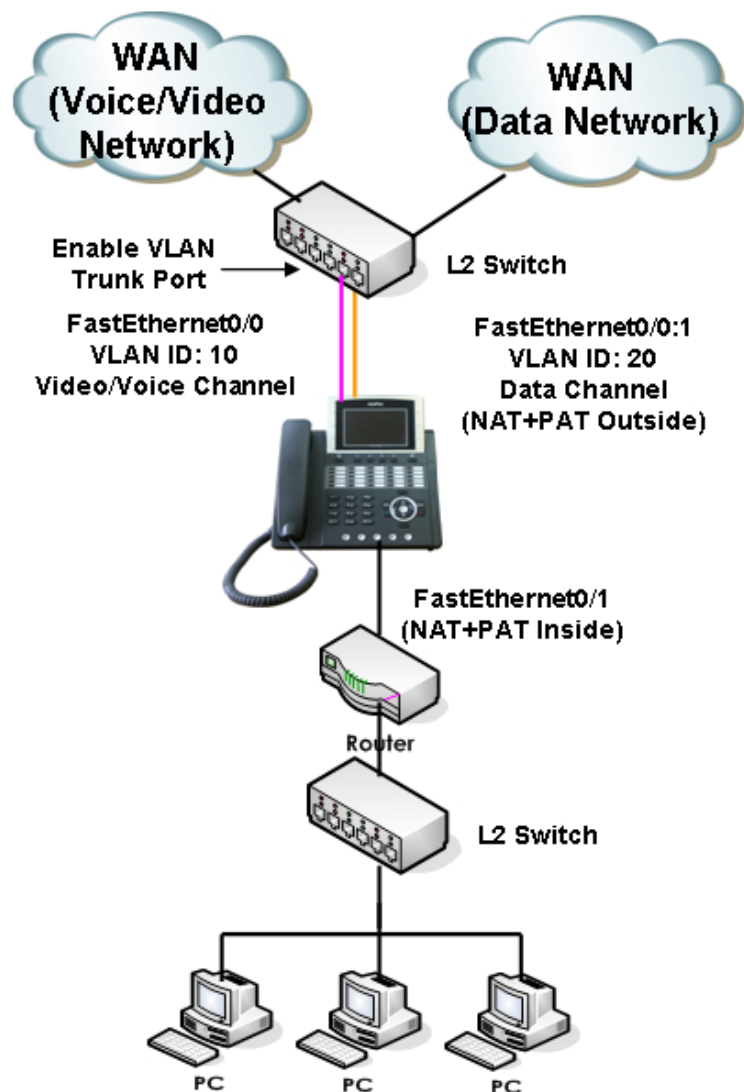 WAN
(Voice/Video
Network)
WAN
(Data Network)
Enable VLAN
Trunk Port
L2 Switch
FastEthernet0/0
VLAN ID: 10
Video/Voice Channel
FastEthernet0/0:1
VLAN ID: 20
Data Channel
(NAT+PAT Outside)
FastEthernet0/1
(NAT+PAT Inside)
Router
L2 Switch
PC
PC
PC